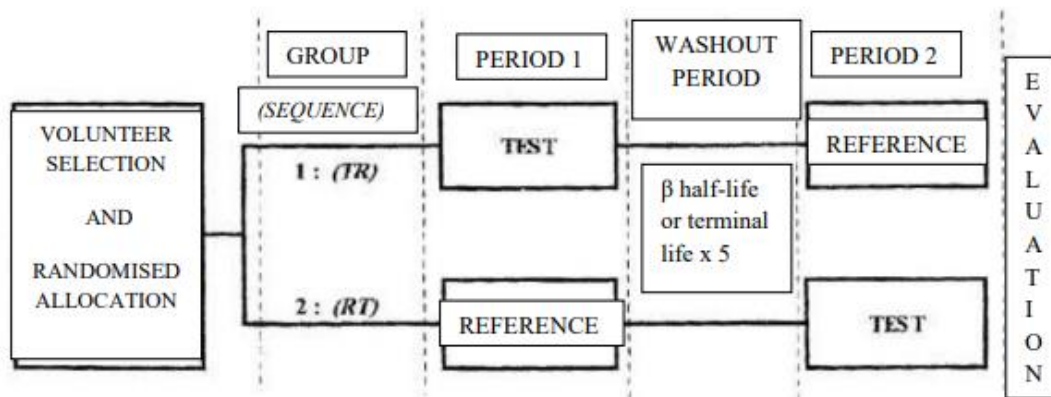 GROUP
PERIOD 1
WASHOUT
PERIOD
PERIOD 2
(SEQUENCE)
VOLUNTEER
SELECTION
AND
RANDOMISED
ALLOCATION
1 : (TR)
TEST
REFERENCE
β half-life
or terminal
life x 5
2 : (RT)
REFERENCE
TEST
E
V
A
L
U
A
T
I
O
N